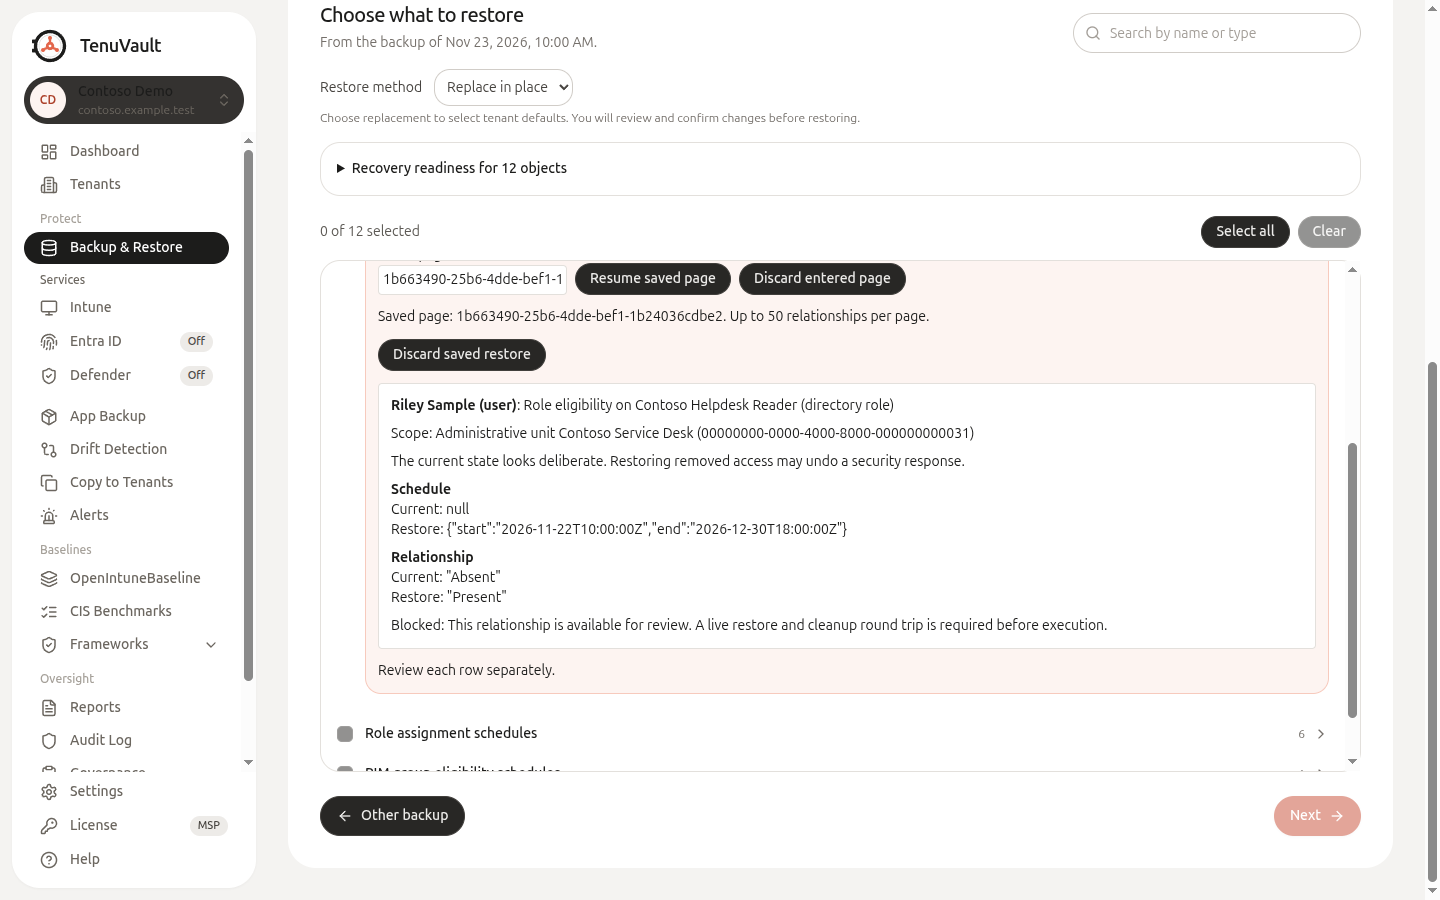 TenuVault
CD
Contoso Demo
contoso.example.test
Dashboard
Tenants
Protect
Backup & Restore
Services
Intune
Entra ID
Off
Defender
Off
App Backup
Drift Detection
Copy to Tenants
Alerts
Baselines
OpenIntuneBaseline
CIS Benchmarks
Frameworks
Oversight
Reports
Audit Log
Governance
Settings
License
MSP
Help
Choose what to restore
From the backup of Nov 23, 2026, 10:00 AM.
Search by name or type
Restore method
Replace in place
Choose replacement to select tenant defaults. You will review and confirm changes before restoring.
Recovery readiness for 12 objects
0 of 12 selected
Select all
Clear
1b663490-25b6-4dde-bef1-1
Resume saved page
Discard entered page
Saved page: 1b663490-25b6-4dde-bef1-1b24036cdbe2. Up to 50 relationships per page.
Discard saved restore
Riley Sample (user): Role eligibility on Contoso Helpdesk Reader (directory role)
Scope: Administrative unit Contoso Service Desk (00000000-0000-4000-8000-000000000031)
The current state looks deliberate. Restoring removed access may undo a security response.
Schedule
Current: null
Restore: {"start":"2026-11-22T10:00:00Z","end":"2026-12-30T18:00:00Z"}
Relationship
Current: "Absent"
Restore: "Present"
Blocked: This relationship is available for review. A live restore and cleanup round trip is required before execution.
Review each row separately.
Role assignment schedules
6
PIM group eligibility schedules
Other backup
Next